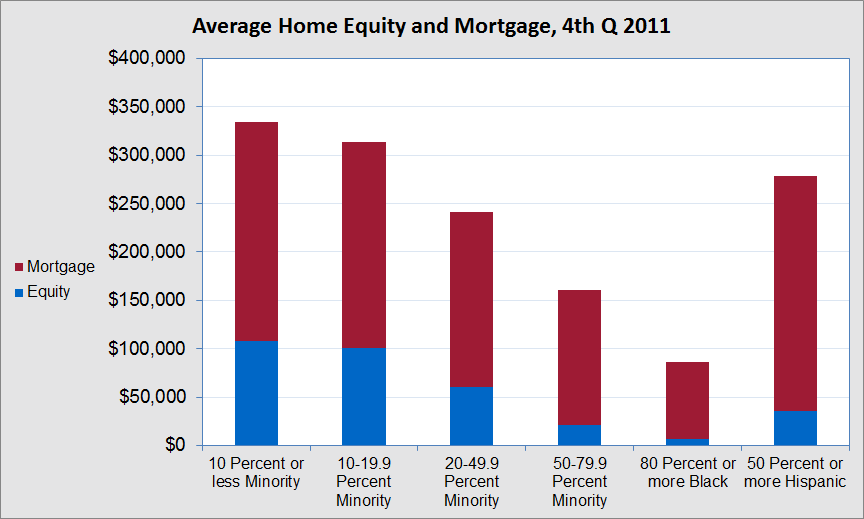 Average Home Equity and Mortgage, 4th Q 2011
$400,000
$350,000
$300,000
$250,000
$200,000
$150,000
$100,000
$50,000
$0
Mortgage
Equity
10 Percent or
less Minority
10-19.9
Percent
Minority
20-49.9
Percent
Minority
50-79.9
Percent
Minority
80 Percent or
more Black
50 Percent or
more Hispanic